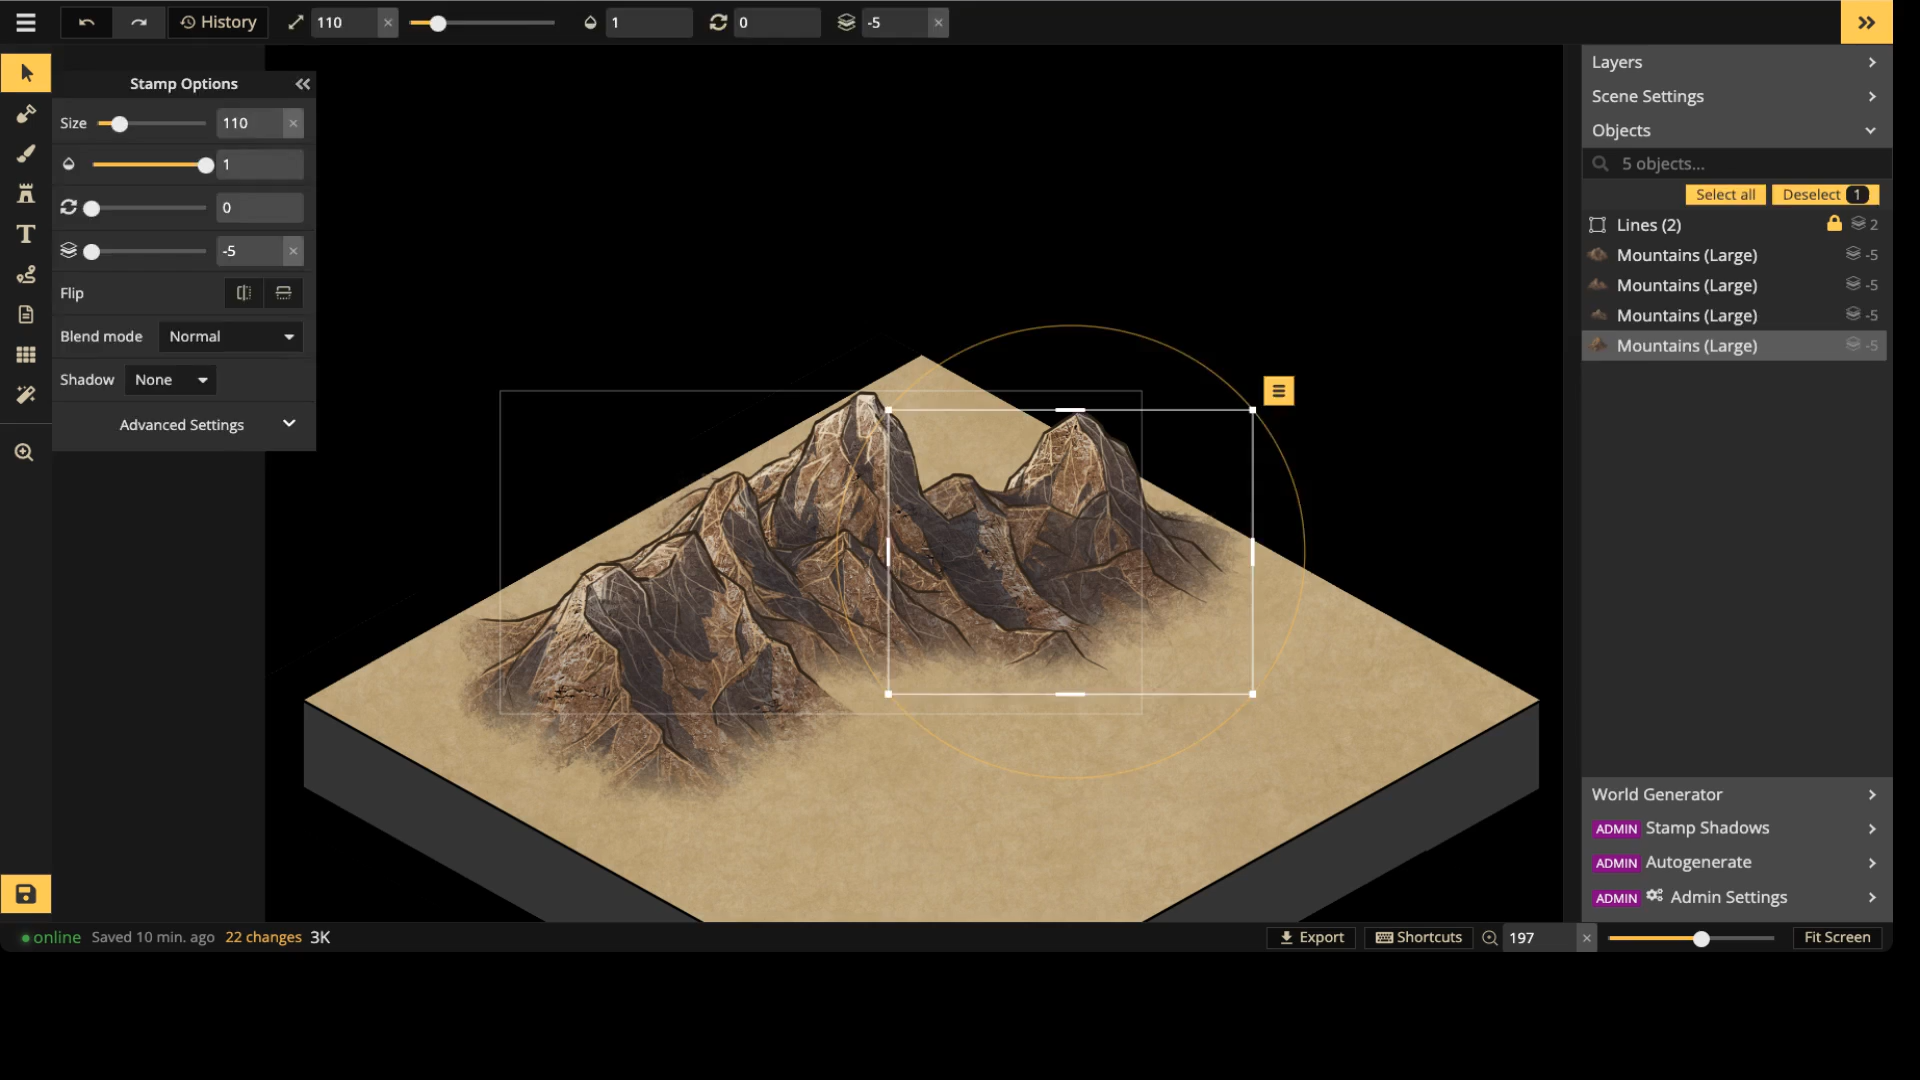 History
110
1
0
-5
Stamp Options
Size
110
1
0
-5
Flip
Blend mode
Normal
Shadow
None
Advanced Settings
Layers
Scene Settings
Objects
5 objects...
Select all
Deselect 1
Lines (2)
2
Mountains (Large)
-5
Mountains (Large)
-5
Mountains (Large)
-5
Mountains (Large)
-5
World Generator
ADMIN Stamp Shadows
ADMIN Autogenerate
ADMIN Admin Settings
online
Saved 10 min. ago
22 changes
3K
Export
Shortcuts
197
Fit Screen